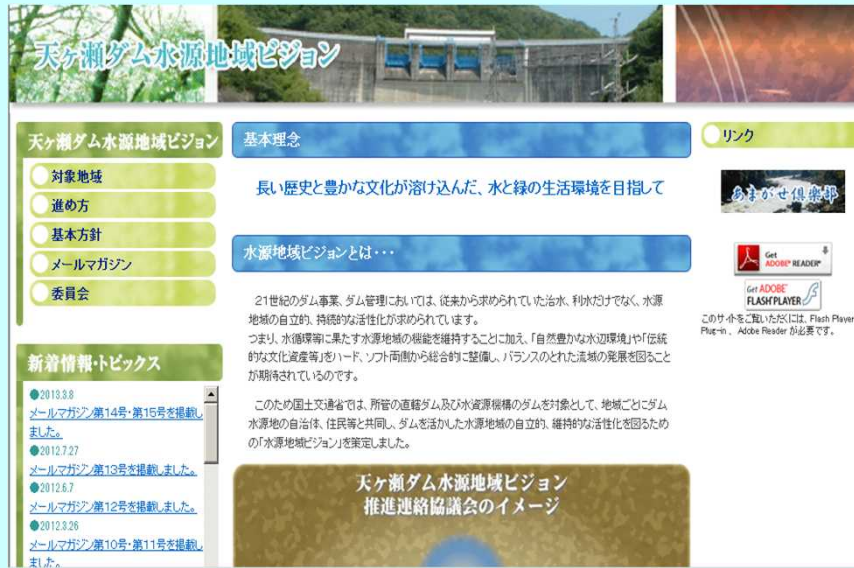 天ヶ瀬ダム水源地域ビジョン
天ヶ瀬ダム水源地域ビジョン
対象地域
進め方
基本方針
メールマガジン
委員会
新着情報・トピックス
●2013.3.8
メールマガジン第14号・第15号を掲載し
ました。
●2012.7.27
メールマガジン第13号を掲載しました。
●2012.6.7
メールマガジン第12号を掲載しました。
●2012.3.26
メールマガジン第10号・第11号を掲載し
ました。
基本理念
長い歴史と豊かな文化が溶け込んだ、水と緑の生活環境を目指して
水源地域ビジョンとは・・・
21世紀のダム事業、ダム管理においては、従来から求められていた治水、利水だけでなく、水源
地域の自立的、持続的な活性化が求められています。
つまり、水循環等に果たす水源地域の機能を維持することに加え、「自然豊かな水辺環境」や「伝統
的な文化資産等」をハード、ソフト両側から総合的に整備し、バランスのとれた流域の発展を図ること
が期待されているのです。
このため国土交通省では、所管の直轄ダム及び水資源機構のダムを対象として、地域ごとにダム
水源地の自治体、住民等と共同し、ダムを活かした水源地域の自立的、継持的な活性化を図るため
の「水源地域ビジョン」を策定しました。
天ヶ瀬ダム水源地域ビジョン
推進連絡協議会のイメージ
リンク
あまがせ倶楽部
Get
ADOBE® READER®
Get ADOBE®
FLASH® PLAYER
このサイトをご覧いただくには、Flash Player
Plug-in 、Adobe Reader が必要です。